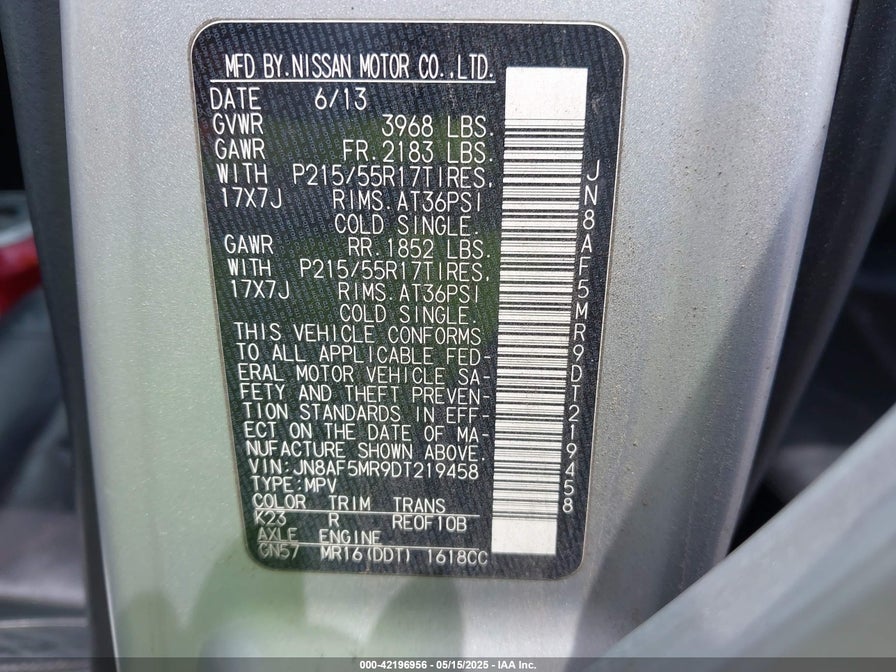 MFD BY.NISSAN MOTOR CO.,LTD.
DATE 6/13
GVWR 3968 LBS.
GAWR FR.2183 LBS.
WITH P215/55R17TIRES,
17X7J RIMS.AT36PSI
COLD SINGLE.
GAWR RR.1852 LBS.
WITH P215/55R17TIRES,
17X7J RIMS.AT36PSI
COLD SINGLE.
THIS VEHICLE CONFORMS
TO ALL APPLICABLE FED-
ERAL MOTOR VEHICLE SA-
FETY AND THEFT PREVEN-
TION STANDARDS IN EFF-
ECT ON THE DATE OF MA-
NUFACTURE SHOWN ABOVE.
VIN:JN8AF5MR9DT219458
TYPE:MPV
COLOR TRIM TRANS
K23 R RE0F10B
AXLE ENGINE
GN57 MR16(DDT) 1618CC
JN8AF5MR9DT219458
000-42196956 - 05/15/2025 - IAA Inc.